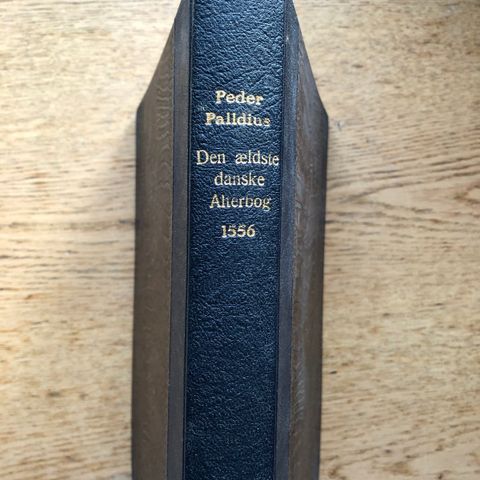 Peder
Palldius
Den ældste
danske
Alterbog
1556